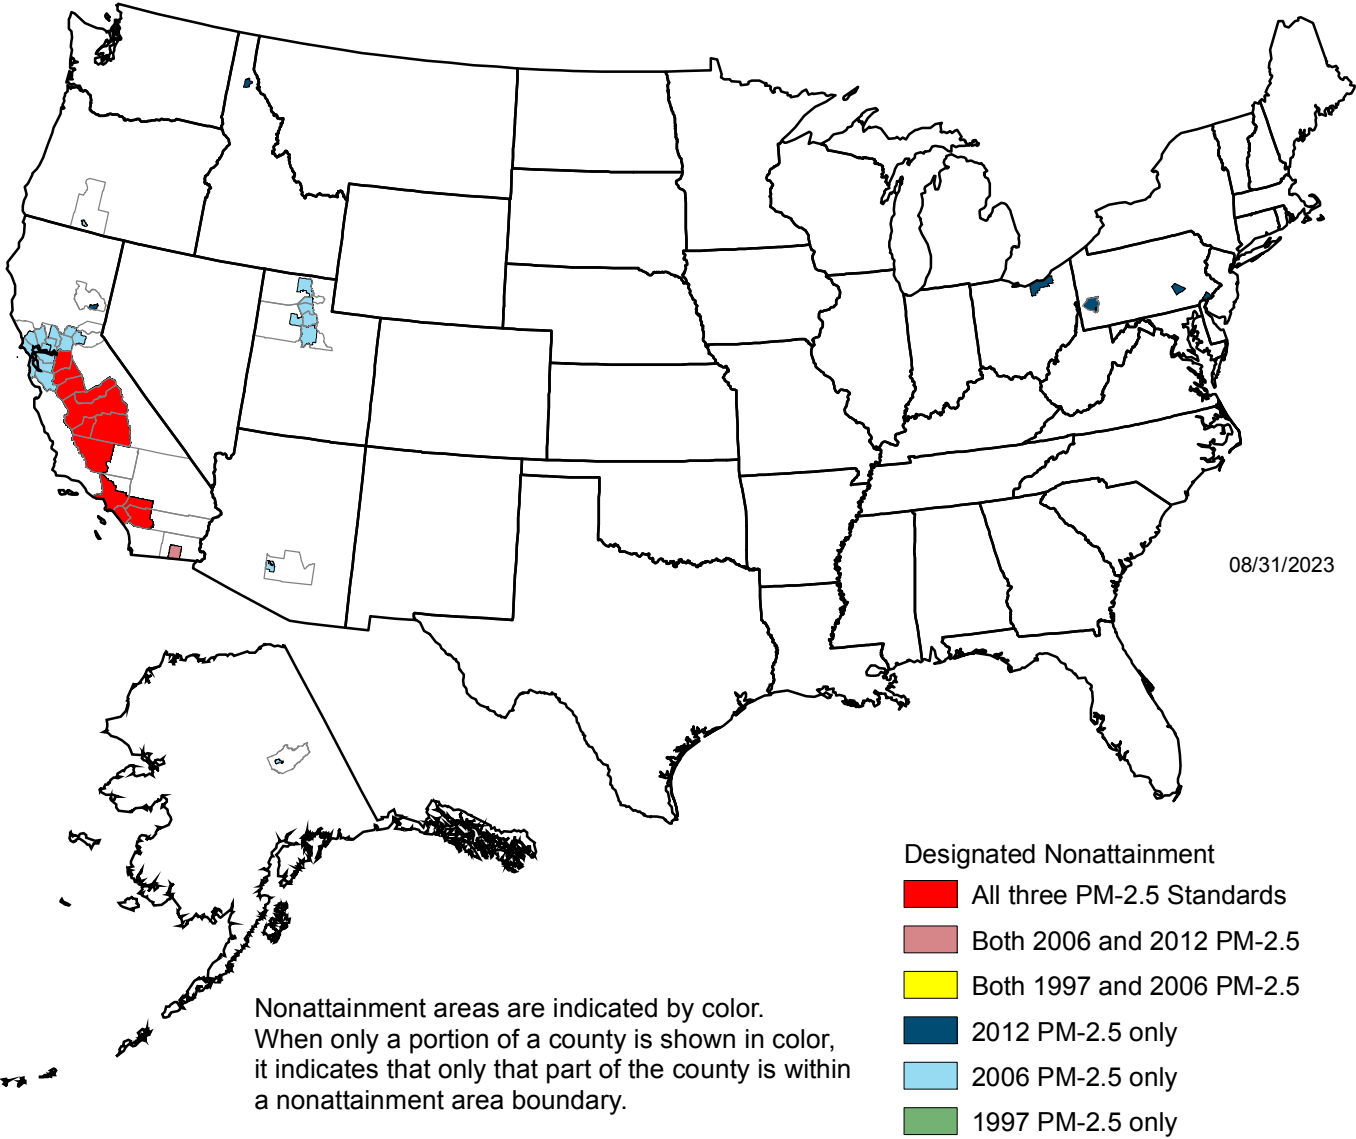 08/31/2023
Designated Nonattainment
All three PM-2.5 Standards
Both 2006 and 2012 PM-2.5
Both 1997 and 2006 PM-2.5
2012 PM-2.5 only
2006 PM-2.5 only
1997 PM-2.5 only
Nonattainment areas are indicated by color.
When only a portion of a county is shown in color,
it indicates that only that part of the county is within
a nonattainment area boundary.